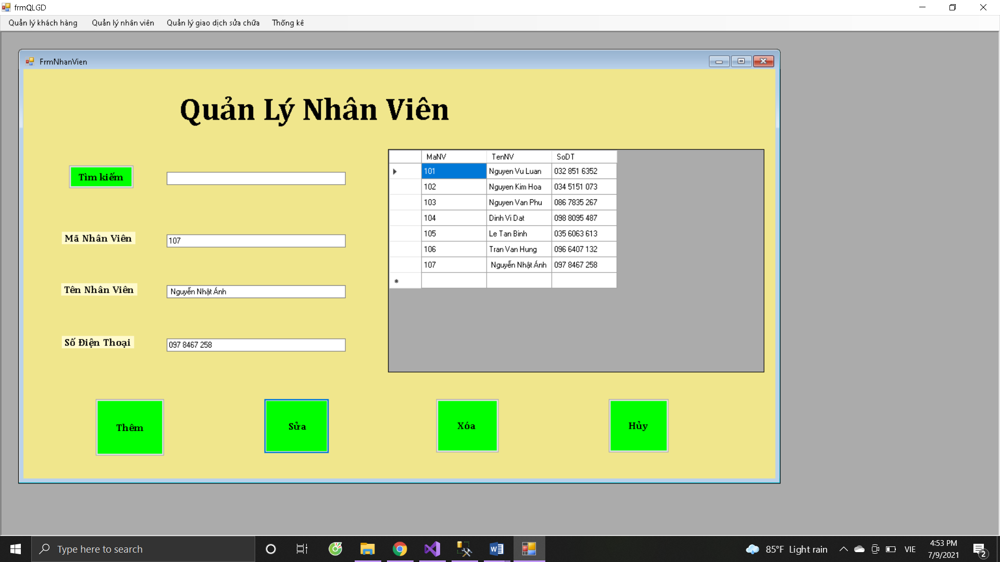 frmQLGD
Quản lý khách hàng Quản lý nhân viên Quản lý giao dịch sửa chữa Thống kê
FrmNhanVien
Quản Lý Nhân Viên
Tìm kiếm
Mã Nhân Viên 107
Tên Nhân Viên Nguyễn Nhật Ánh
Số Điện Thoại 097 8467 258
MaNV TenNV SoDT
101 Nguyen Vu Luan 032 851 6352
102 Nguyen Kim Hoa 034 5151 073
103 Nguyen Van Phu 086 7835 267
104 Dinh Vi Dat 098 8095 487
105 Le Tan Binh 035 6063 613
106 Tran Van Hung 096 6407 132
107 Nguyễn Nhật Ánh 097 8467 258
Thêm Sửa Xóa Hủy
Type here to search
85°F Light rain
VIE
4:53 PM
7/9/2021
2